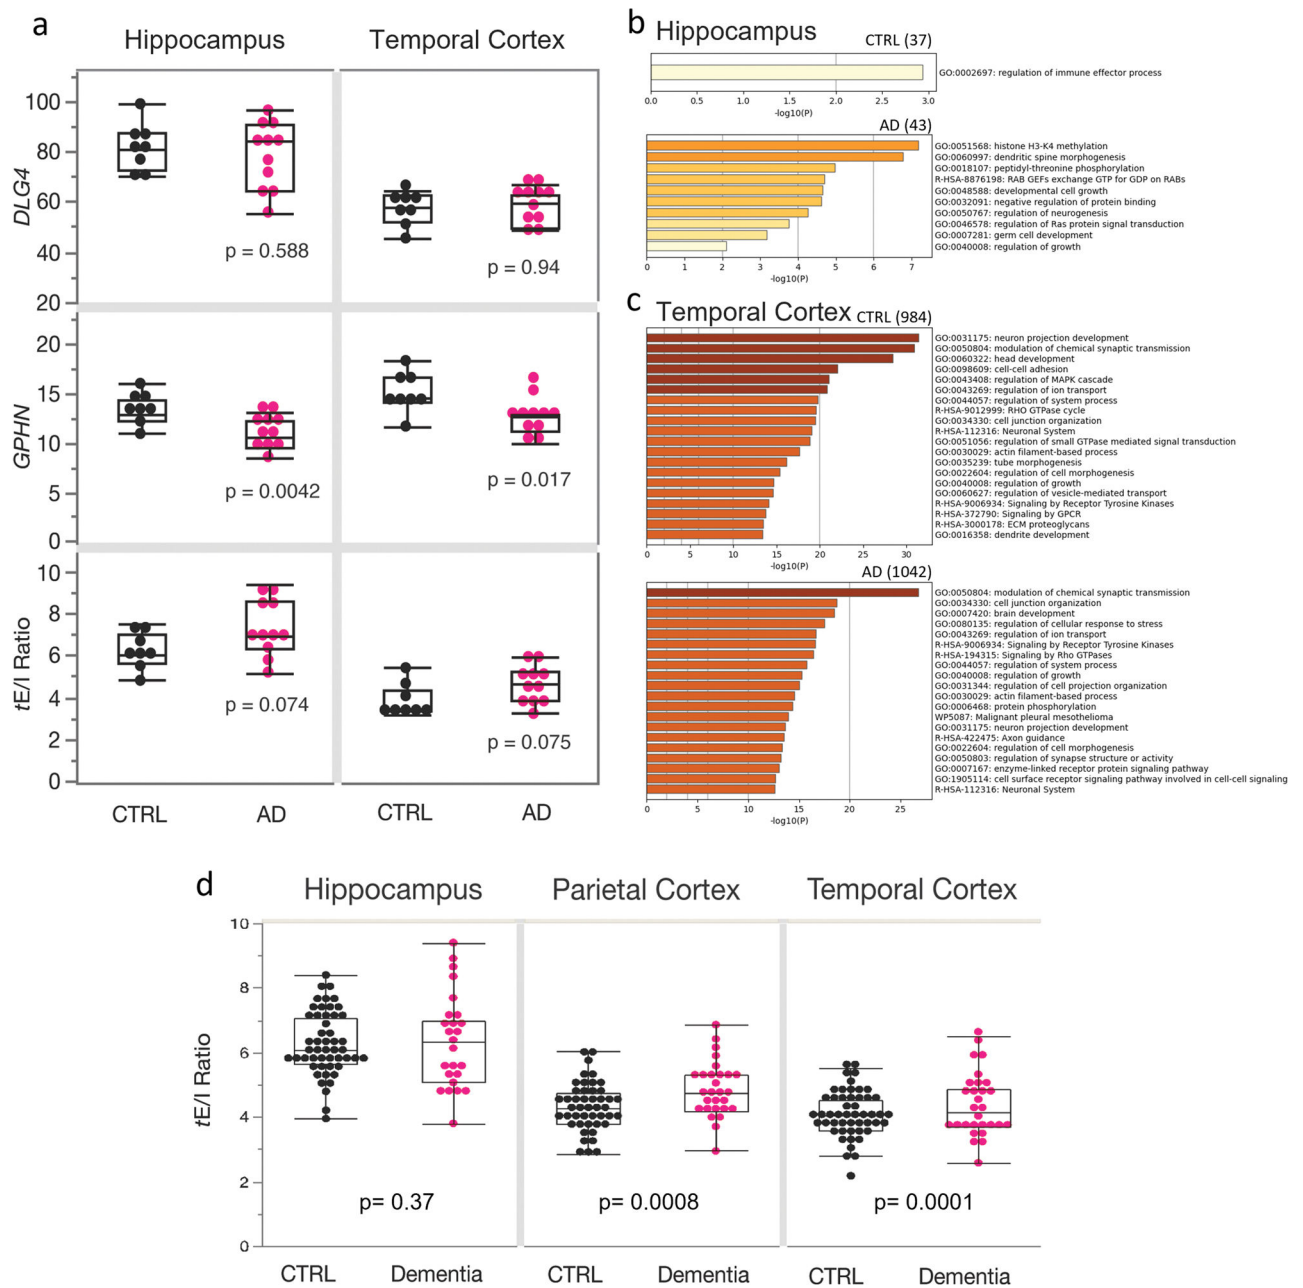 a
Hippocampus
Temporal Cortex
DLG4
100
80
60
40
20
p = 0.588
p = 0.94
GPHN
20
15
10
5
0
p = 0.0042
p = 0.017
tE/I Ratio
10
8
6
4
2
0
p = 0.074
p = 0.075
CTRL
AD
CTRL
AD
b
Hippocampus
CTRL (37)
GO:0002697: regulation of immune effector process
0.0 0.5 1.0 1.5 2.0 2.5 3.0
-log10(P)
AD (43)
GO:0051568: histone H3-K4 methylation
GO:0060997: dendritic spine morphogenesis
GO:0018107: peptidyl-threonine phosphorylation
R-HSA-8876198: RAB GEFs exchange GTP for GDP on RABs
GO:0048588: developmental cell growth
GO:0032091: negative regulation of protein binding
GO:0050767: regulation of neurogenesis
GO:0046578: regulation of Ras protein signal transduction
GO:0007281: germ cell development
GO:0040008: regulation of growth
0 1 2 3 4 5 6 7
-log10(P)
c
Temporal Cortex
CTRL (984)
GO:0031175: neuron projection development
GO:0050804: modulation of chemical synaptic transmission
GO:0060322: head development
GO:0098609: cell-cell adhesion
GO:0043408: regulation of MAPK cascade
GO:0043269: regulation of ion transport
GO:0044057: regulation of system process
R-HSA-9012999: RHO GTPase cycle
GO:0034330: cell junction organization
R-HSA-112316: Neuronal System
GO:0051056: regulation of small GTPase mediated signal transduction
GO:0030029: actin filament-based process
GO:0035239: tube morphogenesis
GO:0022604: regulation of cell morphogenesis
GO:0040008: regulation of growth
GO:0060627: regulation of vesicle-mediated transport
R-HSA-9006934: Signaling by Receptor Tyrosine Kinases
R-HSA-372790: Signaling by GPCR
R-HSA-3000178: ECM proteoglycans
GO:0016358: dendrite development
0 5 10 15 20 25 30
-log10(P)
AD (1042)
GO:0050804: modulation of chemical synaptic transmission
GO:0034330: cell junction organization
GO:0007420: brain development
GO:0080135: regulation of cellular response to stress
GO:0043269: regulation of ion transport
R-HSA-9006934: Signaling by Receptor Tyrosine Kinases
R-HSA-194315: Signaling by Rho GTPases
GO:0044057: regulation of system process
GO:0040008: regulation of growth
GO:0031344: regulation of cell projection organization
GO:0030029: actin filament-based process
GO:0006468: protein phosphorylation
WP5087: Malignant pleural mesothelioma
GO:0031175: neuron projection development
R-HSA-422475: Axon guidance
GO:0022604: regulation of cell morphogenesis
GO:0050803: regulation of synapse structure or activity
GO:0007167: enzyme-linked receptor protein signaling pathway
GO:1905114: cell surface receptor signaling pathway involved in cell-cell signaling
R-HSA-112316: Neuronal System
0 5 10 15 20 25
-log10(P)
d
Hippocampus
Parietal Cortex
Temporal Cortex
tE/I Ratio
10
8
6
4
2
0
p= 0.37
p= 0.0008
p= 0.0001
CTRL
Dementia
CTRL
Dementia
CTRL
Dementia